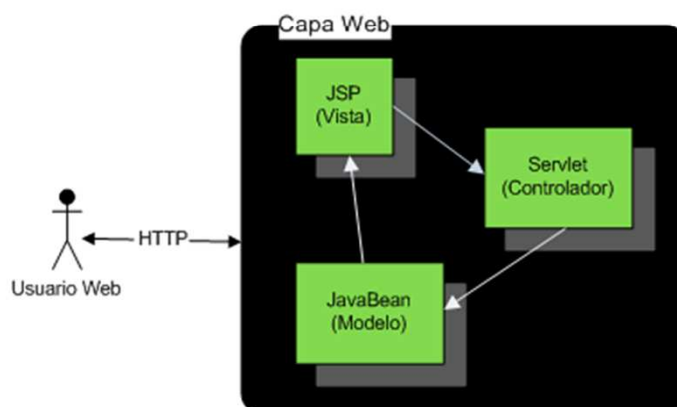 Capa Web
JSP
(Vista)
Servlet
(Controlador)
HTTP
Usuario Web
JavaBean
(Modelo)